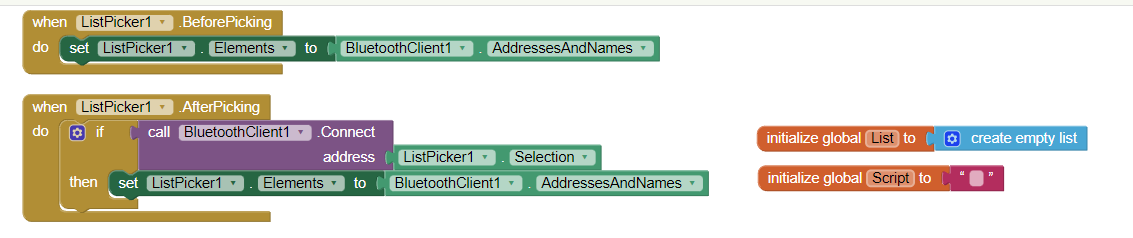 when ListPicker1 .BeforePicking
do set ListPicker1 . Elements to BluetoothClient1 . AddressesAndNames
when ListPicker1 .AfterPicking
do if call BluetoothClient1 .Connect
address ListPicker1 . Selection
then set ListPicker1 . Elements to BluetoothClient1 . AddressesAndNames
initialize global List to create empty list
initialize global Script to “ ”